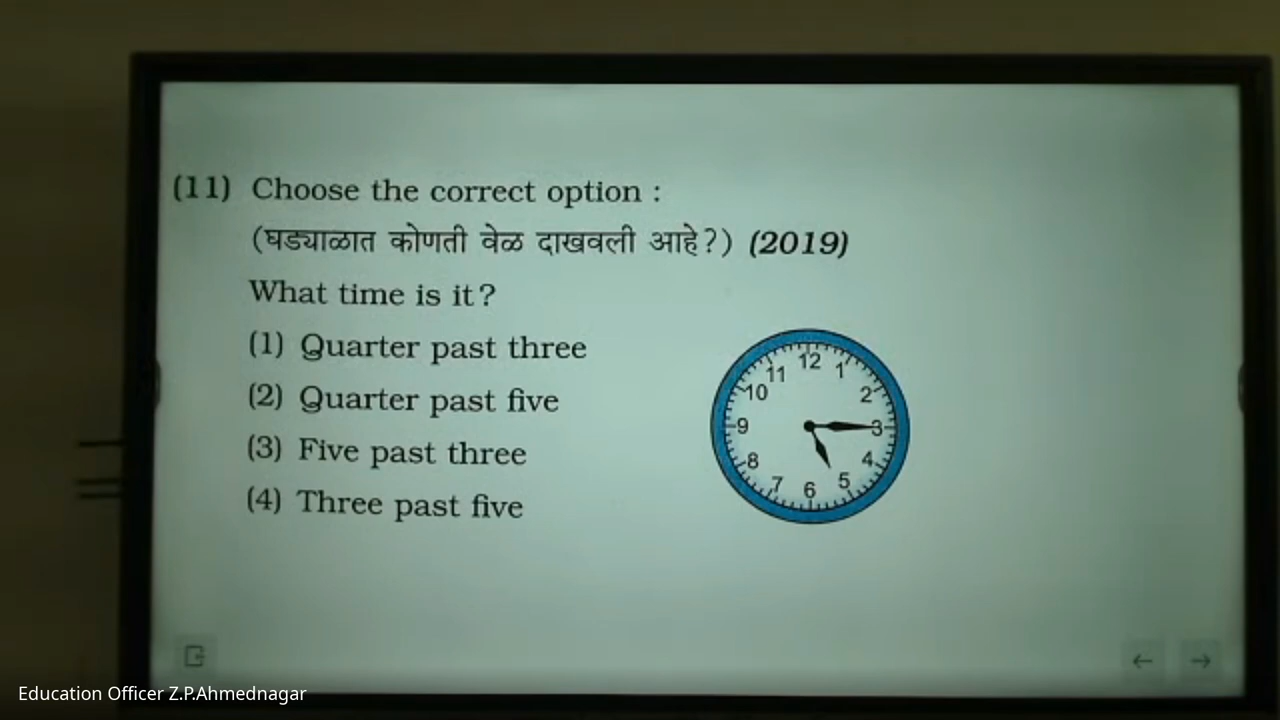 (11) Choose the correct option :
(घड्याळात कोणती वेळ दाखवली आहे?) (2019)
What time is it?
(1) Quarter past three
(2) Quarter past five
(3) Five past three
(4) Three past five
12
11 1
10 2
9 3
8 4
7 5
6
Education Officer Z.P.Ahmednagar